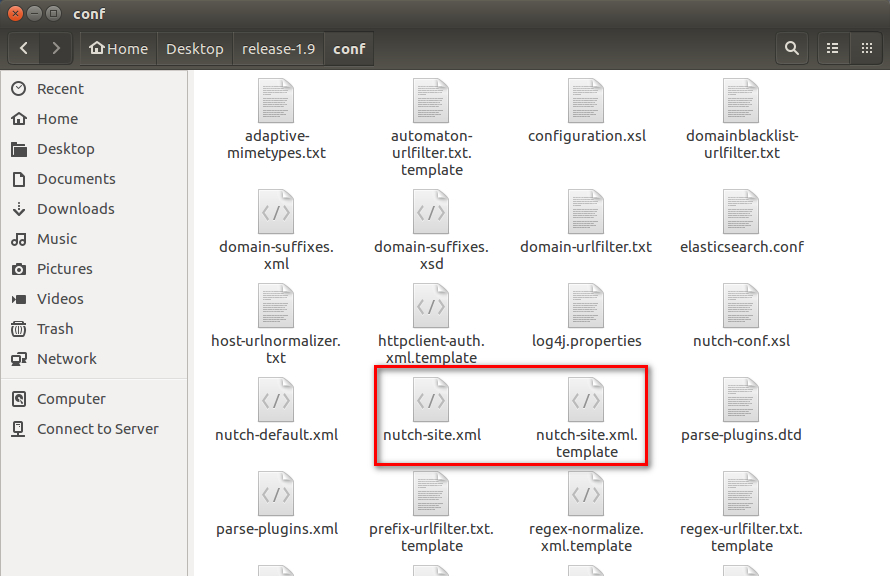 conf
Home
Desktop
release-1.9
conf
Recent
Home
Desktop
Documents
Downloads
Music
Pictures
Videos
Trash
Network
Computer
Connect to Server
adaptive-
mimetypes.txt
automaton-
urlfilter.txt.
template
configuration.xsl
domainblacklist-
urlfilter.txt
domain-suffixes.
xml
domain-suffixes.
xsd
domain-urlfilter.txt
elasticsearch.conf
host-urlnormalizer.
txt
httpclient-auth.
xml.template
log4j.properties
nutch-conf.xsl
nutch-default.xml
nutch-site.xml
nutch-site.xml.
template
parse-plugins.dtd
parse-plugins.xml
prefix-urlfilter.txt.
template
regex-normalize.
xml.template
regex-urlfilter.txt.
template